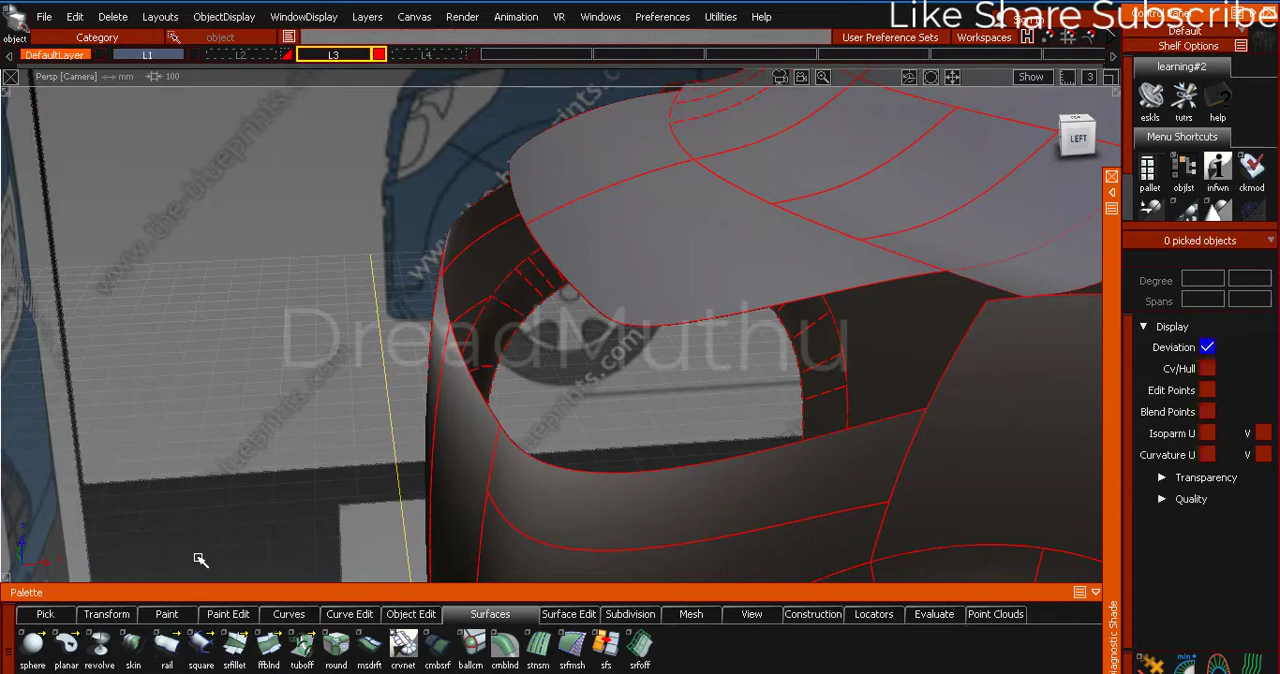 Like Share Subscribe
File Edit Delete Layouts ObjectDisplay WindowDisplay Layers Canvas Render Animation VR Windows Preferences Utilities Help
object Category object User Preference Sets Workspaces Default
DefaultLayer L1 L2 L3 L4 Shelf Options
Persp [Camera] mm 100 Show 3
learning#2
eskls tutrs help
LEFT
Menu Shortcuts
pallet objlst infwn ckmod
0 picked objects
Degree
Spans
Display
Deviation
Cv/Hull
Edit Points
Blend Points
Isoparm U V
Curvature U V
Transparency
Quality
DreadMuthu
Diagnostic Shade
Palette
Pick Transform Paint Paint Edit Curves Curve Edit Object Edit Surfaces Surface Edit Subdivision Mesh View Construction Locators Evaluate Point Clouds
sphere planar revolve skin rail square srfillet ffblnd tuboff round msdrft crvnet cmbsrf ballcrn cmblnd stnsrn srfmsh sfs srfoff